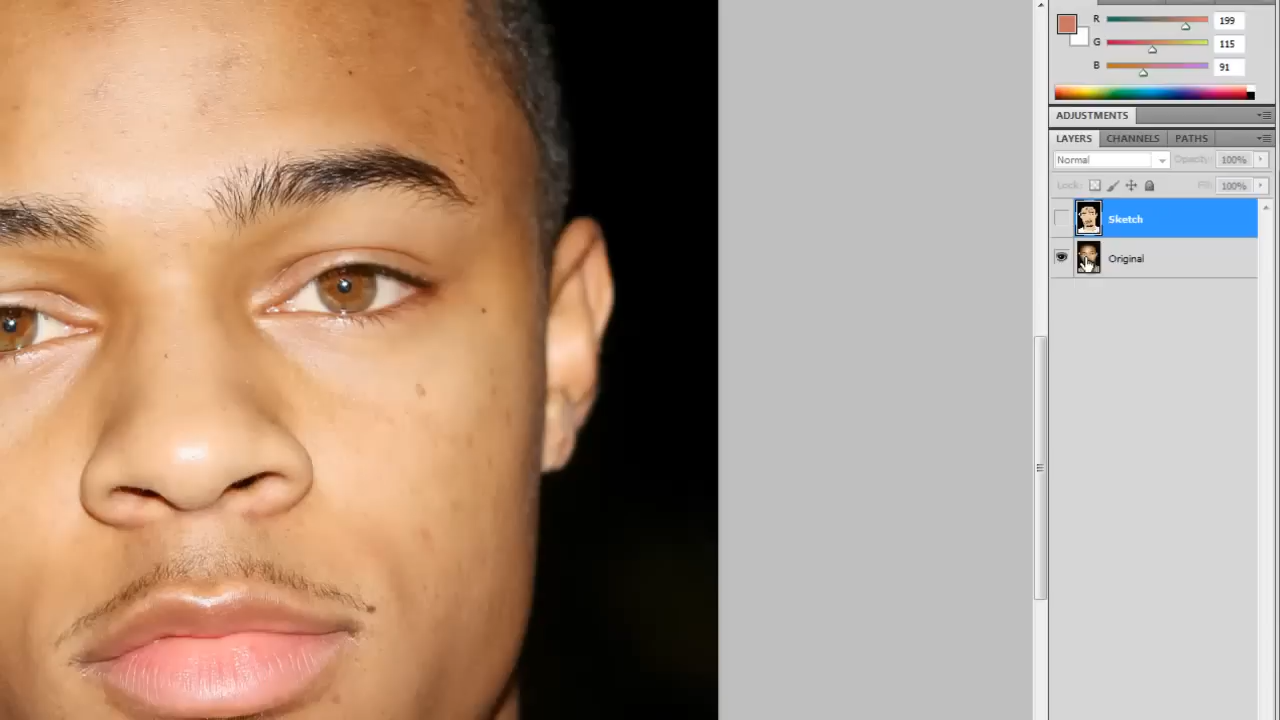 R 199
G 115
B 91
ADJUSTMENTS
LAYERS CHANNELS PATHS
Normal Opacity: 100%
Lock: Fill: 100%
Sketch
Original